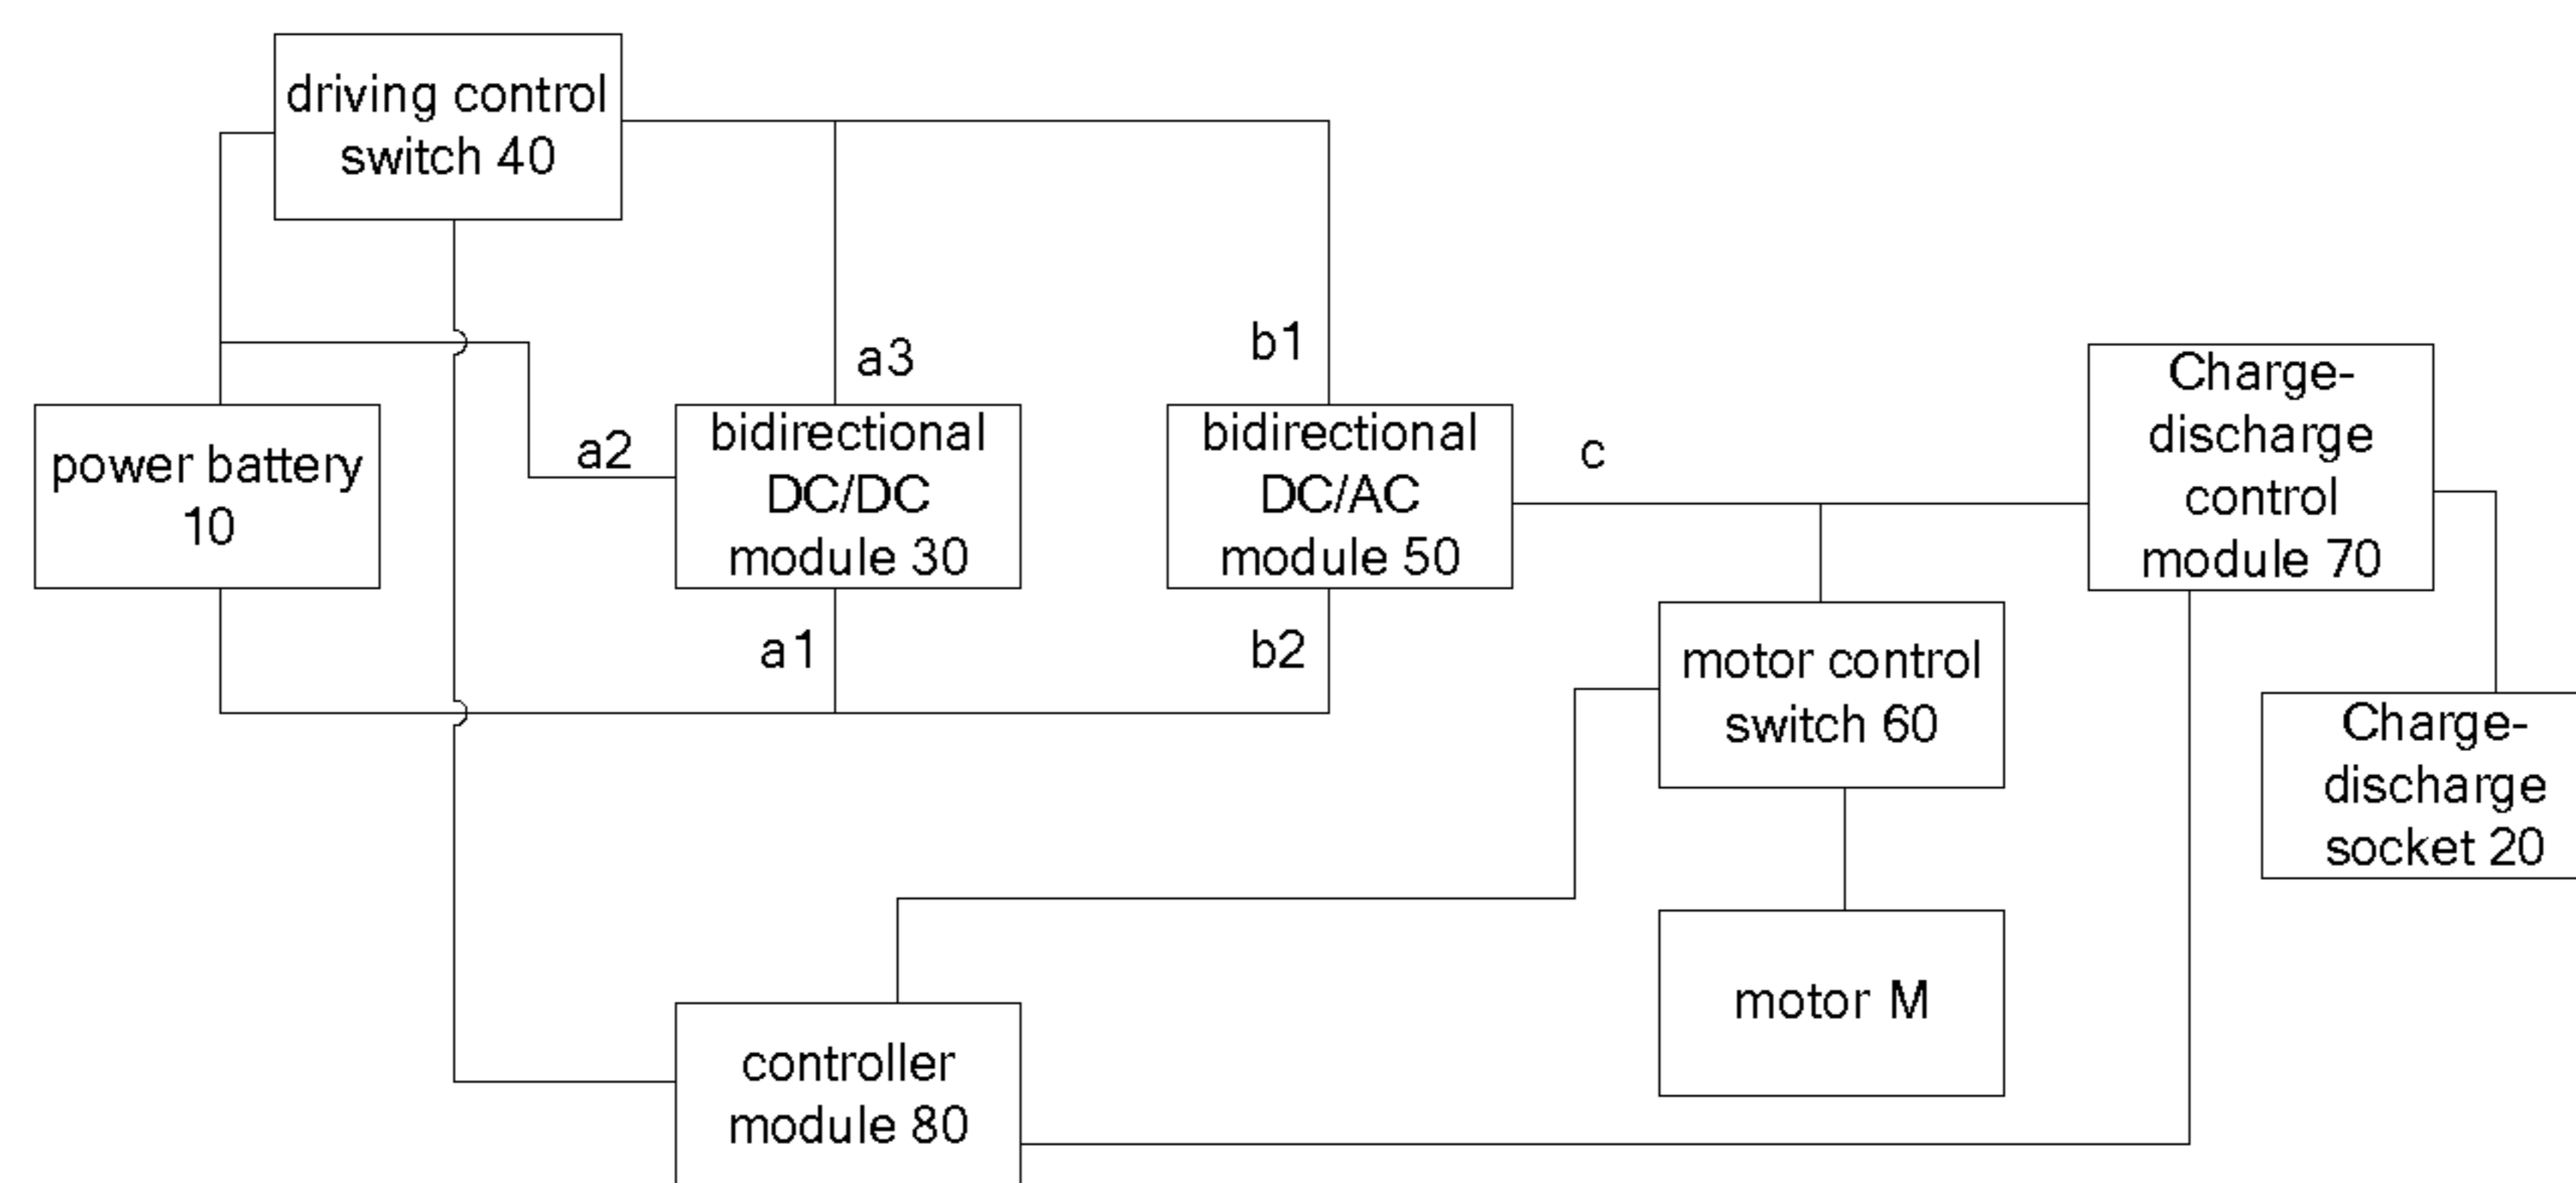 driving control
switch 40
a3
b1
power battery
10
a2
bidirectional
DC/DC
module 30
bidirectional
DC/AC
module 50
c
Charge-
discharge
control
module 70
a1
b2
motor control
switch 60
Charge-
discharge
socket 20
motor M
controller
module 80